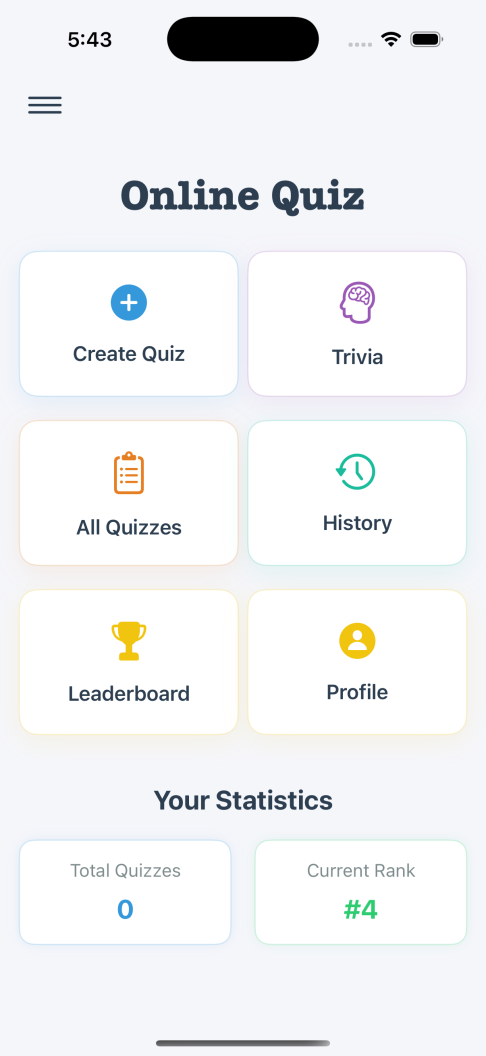 5:43
Online Quiz
Create Quiz
Trivia
All Quizzes
History
Leaderboard
Profile
Your Statistics
Total Quizzes
Current Rank
0
#4